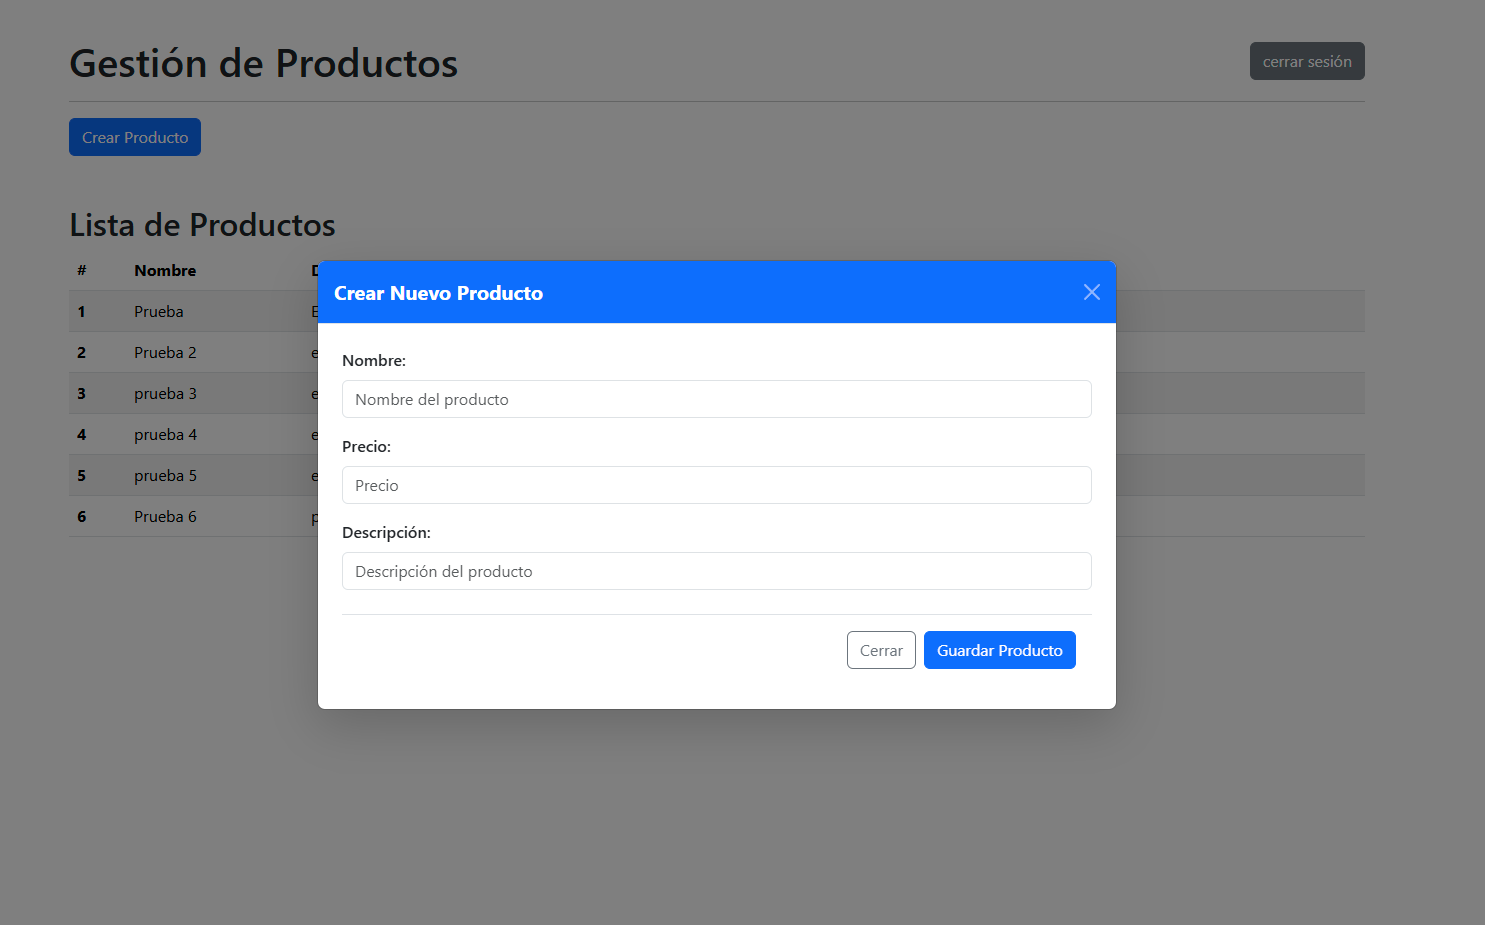 Gestión de Productos
cerrar sesión
Crear Producto
Lista de Productos
# Nombre
1 Prueba
2 Prueba 2
3 prueba 3
4 prueba 4
5 prueba 5
6 Prueba 6
Crear Nuevo Producto
Nombre:
Nombre del producto
Precio:
Precio
Descripción:
Descripción del producto
Cerrar Guardar Producto